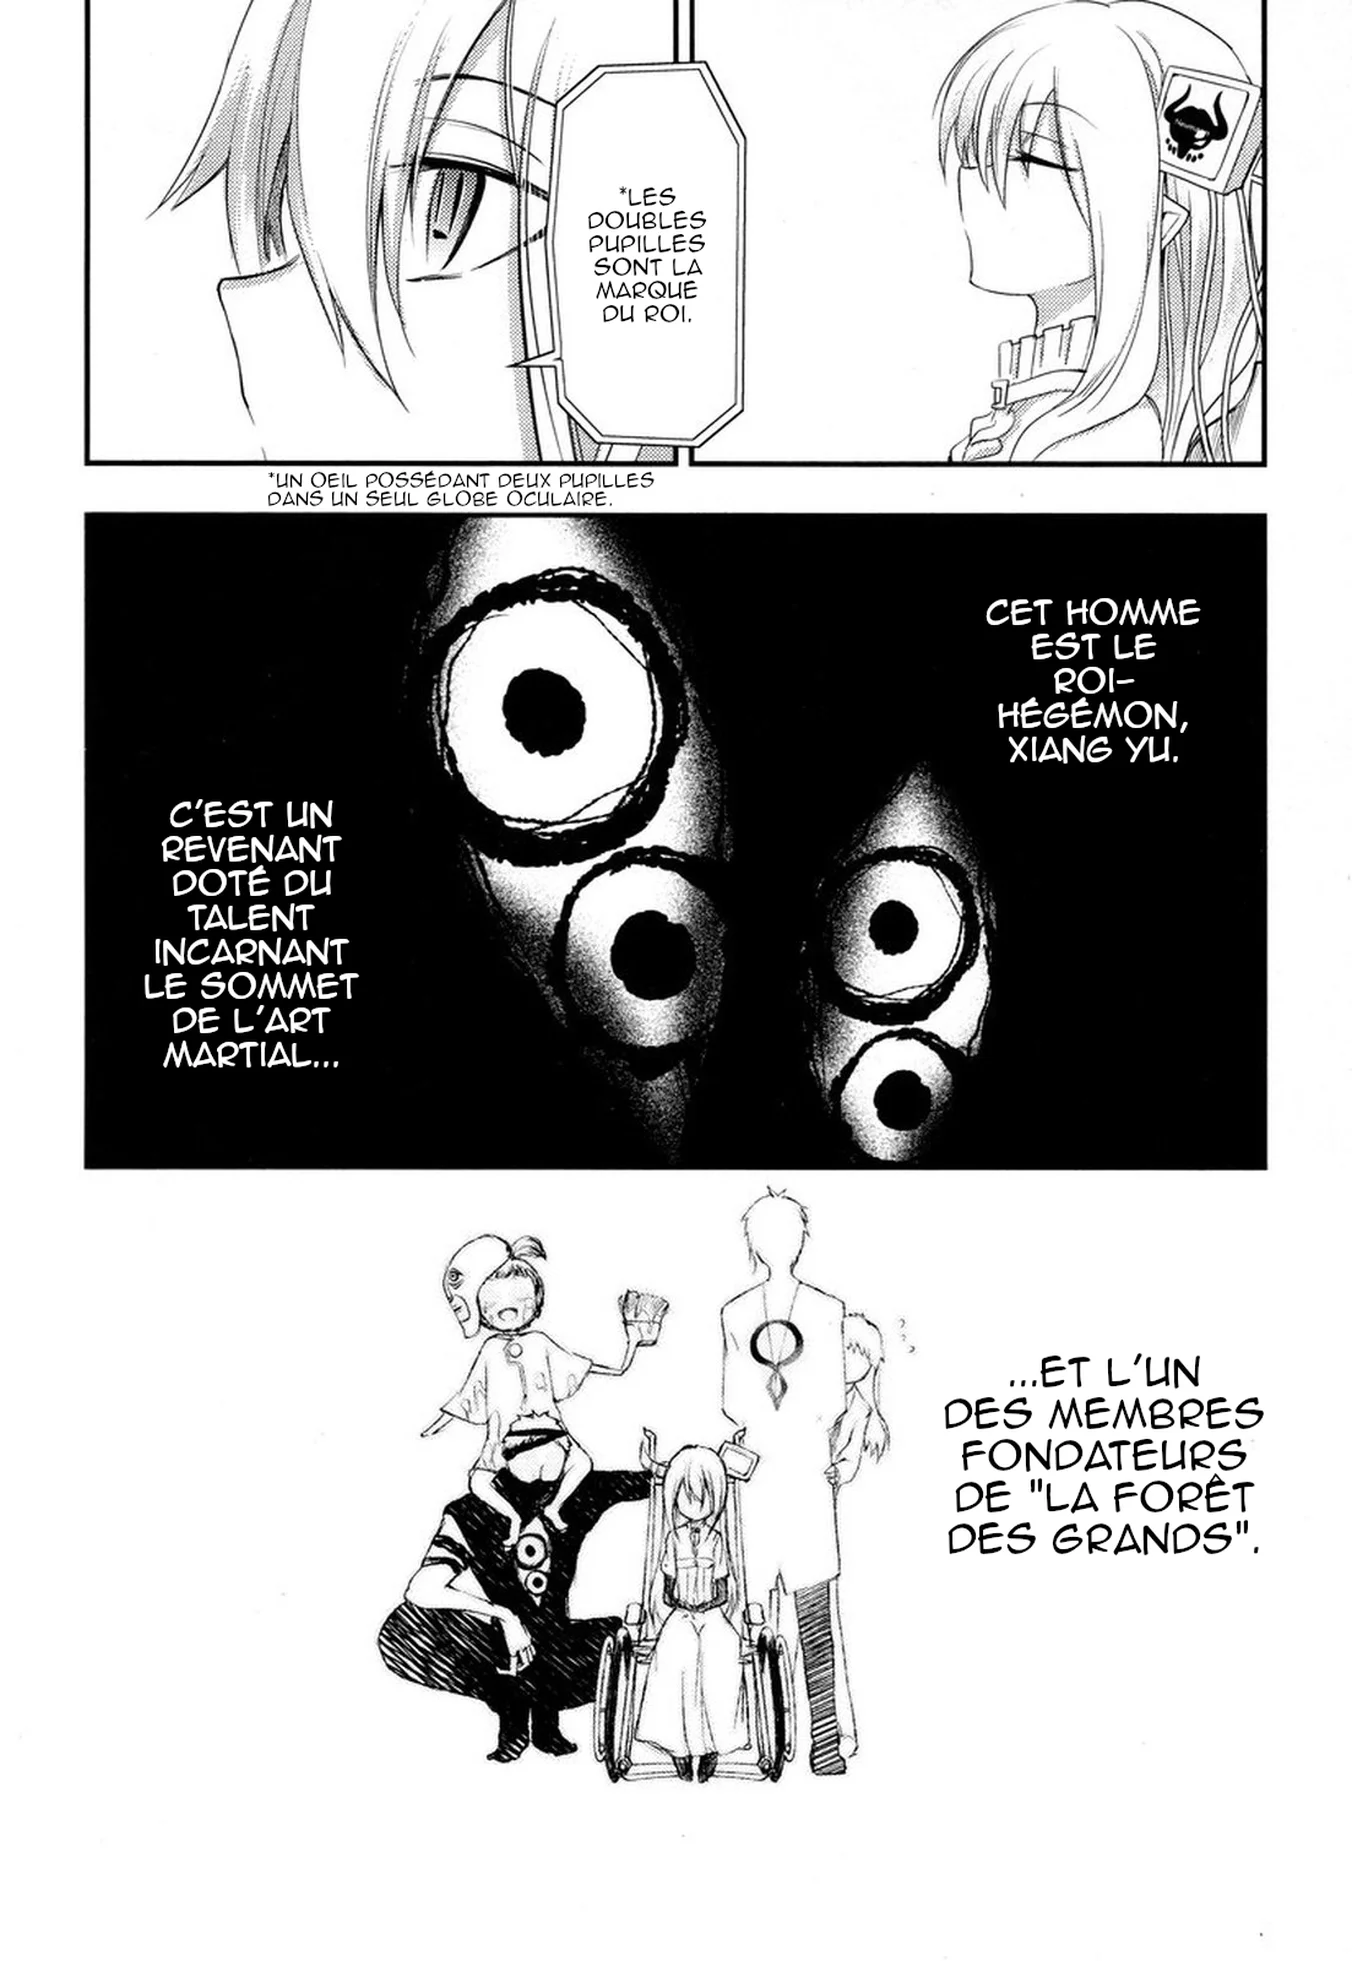 *LES
DOUBLES
PUPILLES
SONT LA
MARQUE
DU ROI.
*UN OEIL POSSÉDANT DEUX PUPILLES
DANS UN SEUL GLOBE OCULAIRE.
CET HOMME
EST LE
ROI-
HÉGÉMON,
XIANG YU.
C'EST UN
REVENANT
DOTÉ DU
TALENT
INCARNANT
LE SOMMET
DE L'ART
MARTIAL...
...ET L'UN
DES MEMBRES
FONDATEURS
DE "LA FORÊT
DES GRANDS".